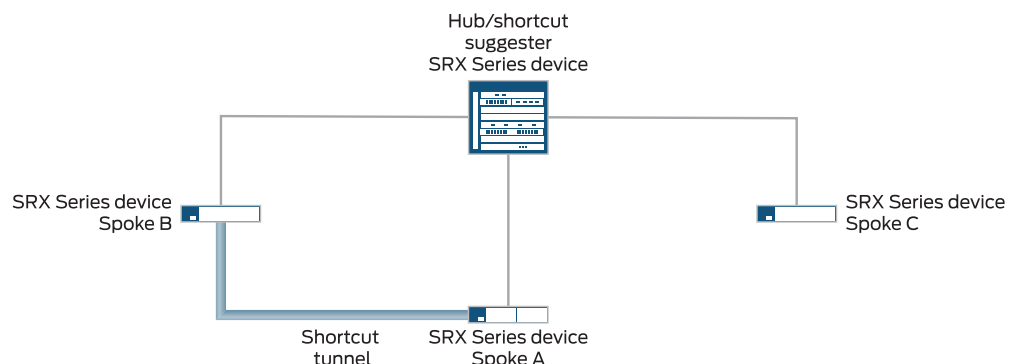 Hub/shortcut
suggester
SRX Series device
SRX Series device
Spoke B
SRX Series device
Spoke C
Shortcut
tunnel
SRX Series device
Spoke A